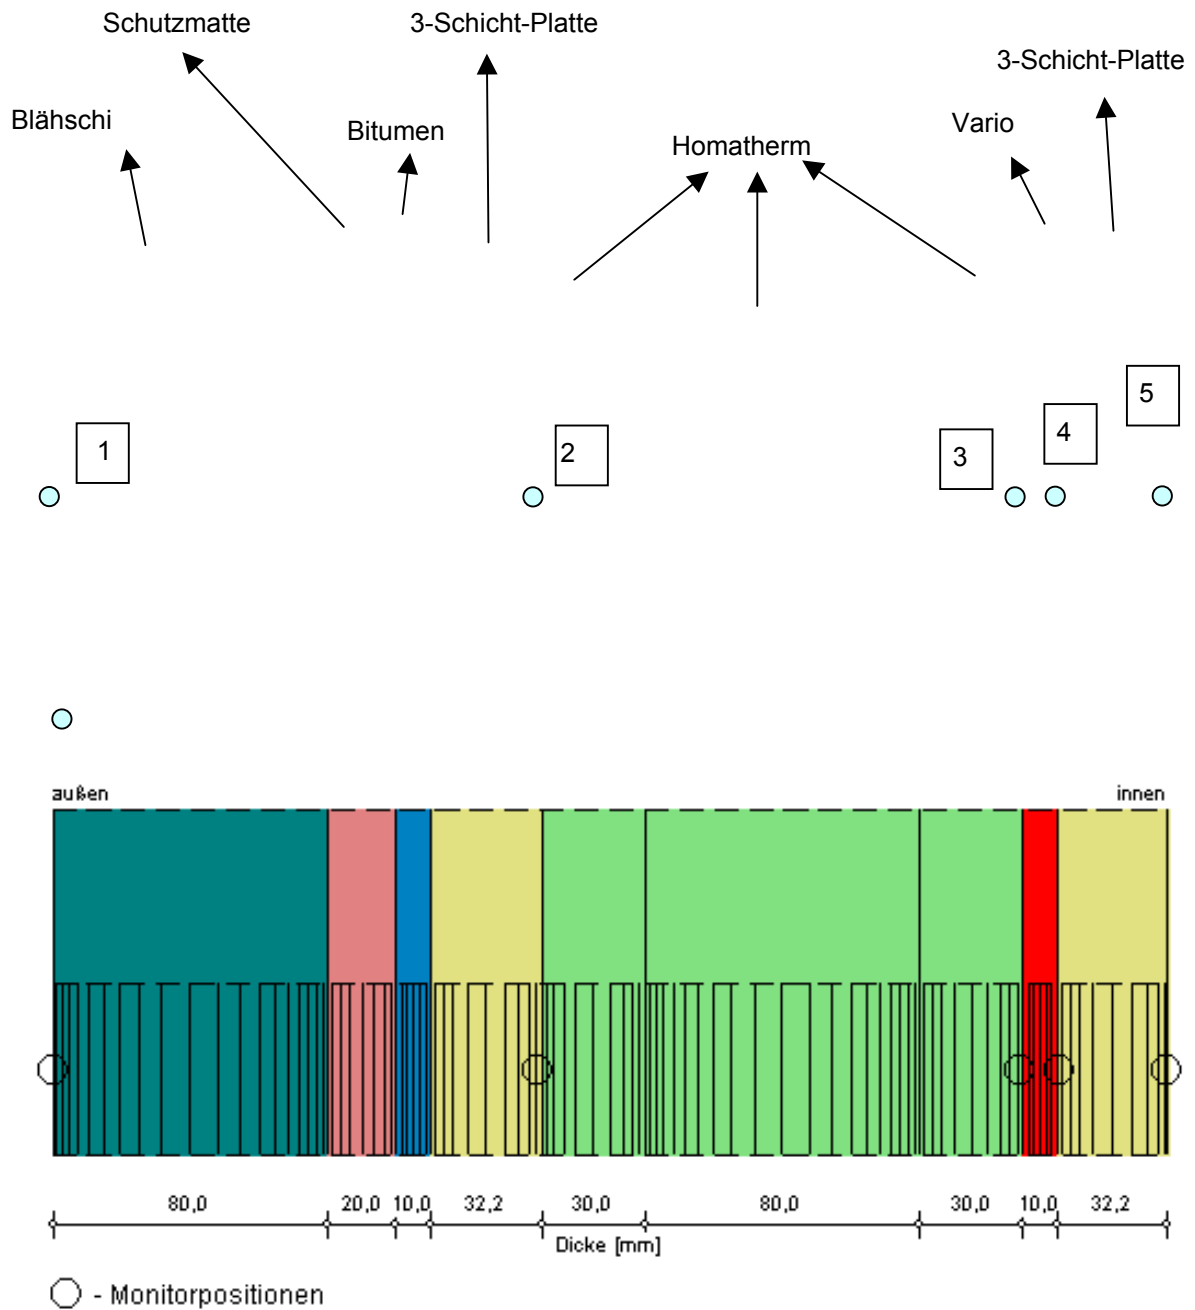 Schutzmatte
3-Schicht-Platte
3-Schicht-Platte
Blähschi
Bitumen
Vario
Homatherm
1
2
3
4
5
außen
innen
80,0
20,0
10,0
32,2
30,0
80,0
30,0
10,0
32,2
Dicke [mm]
- Monitorpositionen